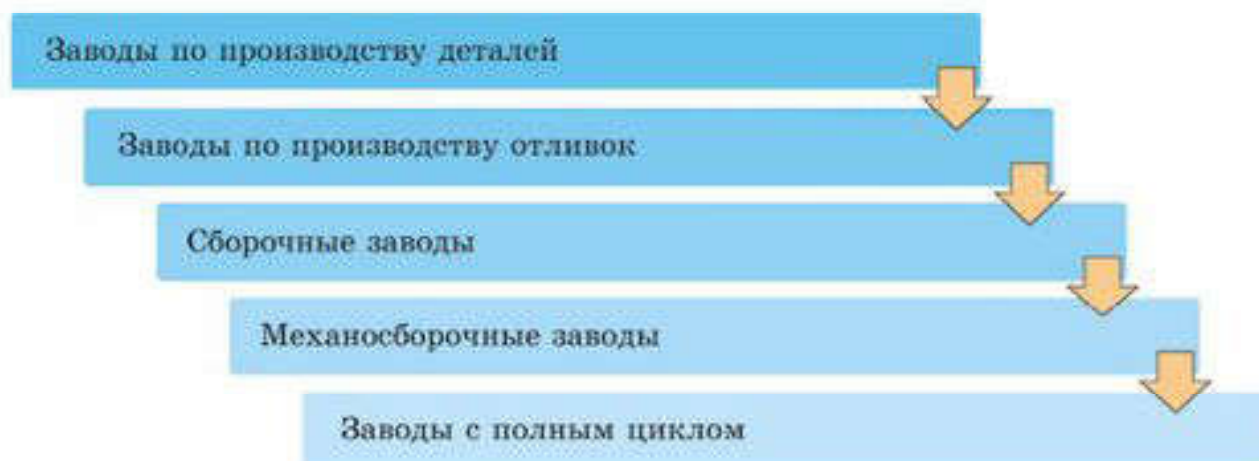 Заводы по производству деталей
Заводы по производству отливок
Сборочные заводы
Механосборочные заводы
Заводы с полным циклом